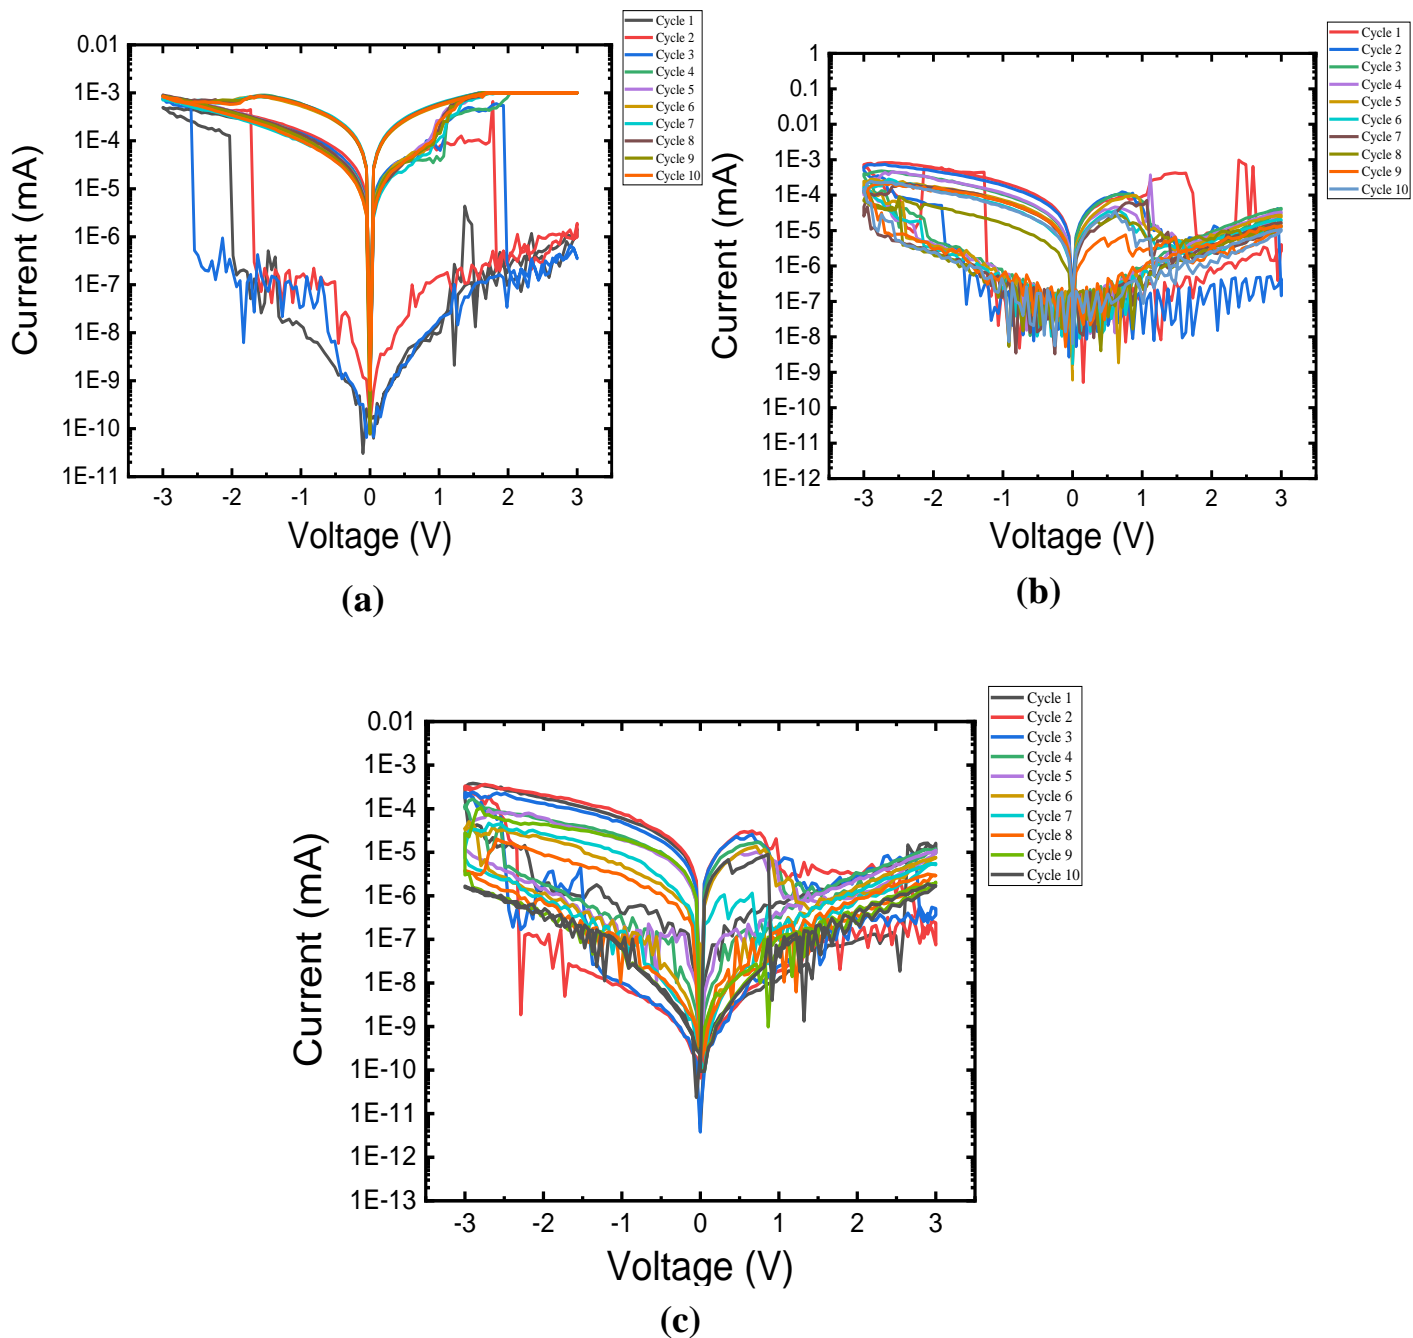 Cycle 1
Cycle 2
Cycle 3
Cycle 4
Cycle 5
Cycle 6
Cycle 7
Cycle 8
Cycle 9
Cycle 10
0.01
1E-3
1E-4
1E-5
1E-6
1E-7
1E-8
1E-9
1E-10
1E-11
Current (mA)
-3 -2 -1 0 1 2 3
Voltage (V)
(a)
Cycle 1
Cycle 2
Cycle 3
Cycle 4
Cycle 5
Cycle 6
Cycle 7
Cycle 8
Cycle 9
Cycle 10
1
0.1
0.01
1E-3
1E-4
1E-5
1E-6
1E-7
1E-8
1E-9
1E-10
1E-11
1E-12
Current (mA)
-3 -2 -1 0 1 2 3
Voltage (V)
(b)
Cycle 1
Cycle 2
Cycle 3
Cycle 4
Cycle 5
Cycle 6
Cycle 7
Cycle 8
Cycle 9
Cycle 10
0.01
1E-3
1E-4
1E-5
1E-6
1E-7
1E-8
1E-9
1E-10
1E-11
1E-12
1E-13
Current (mA)
-3 -2 -1 0 1 2 3
Voltage (V)
(c)